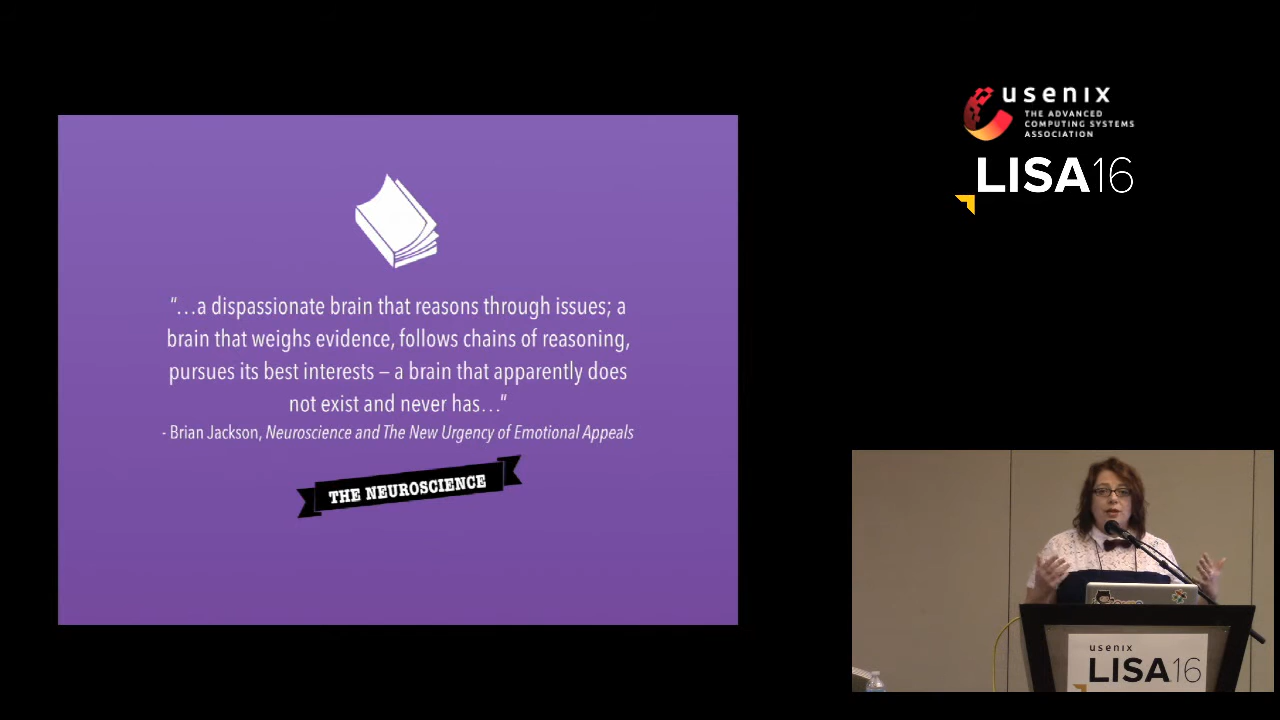 usenix
THE ADVANCED
COMPUTING SYSTEMS
ASSOCIATION
LISA16
“…a dispassionate brain that reasons through issues; a
brain that weighs evidence, follows chains of reasoning,
pursues its best interests – a brain that apparently does
not exist and never has…“
- Brian Jackson, Neuroscience and The New Urgency of Emotional Appeals
THE NEUROSCIENCE
usenix
LISA16